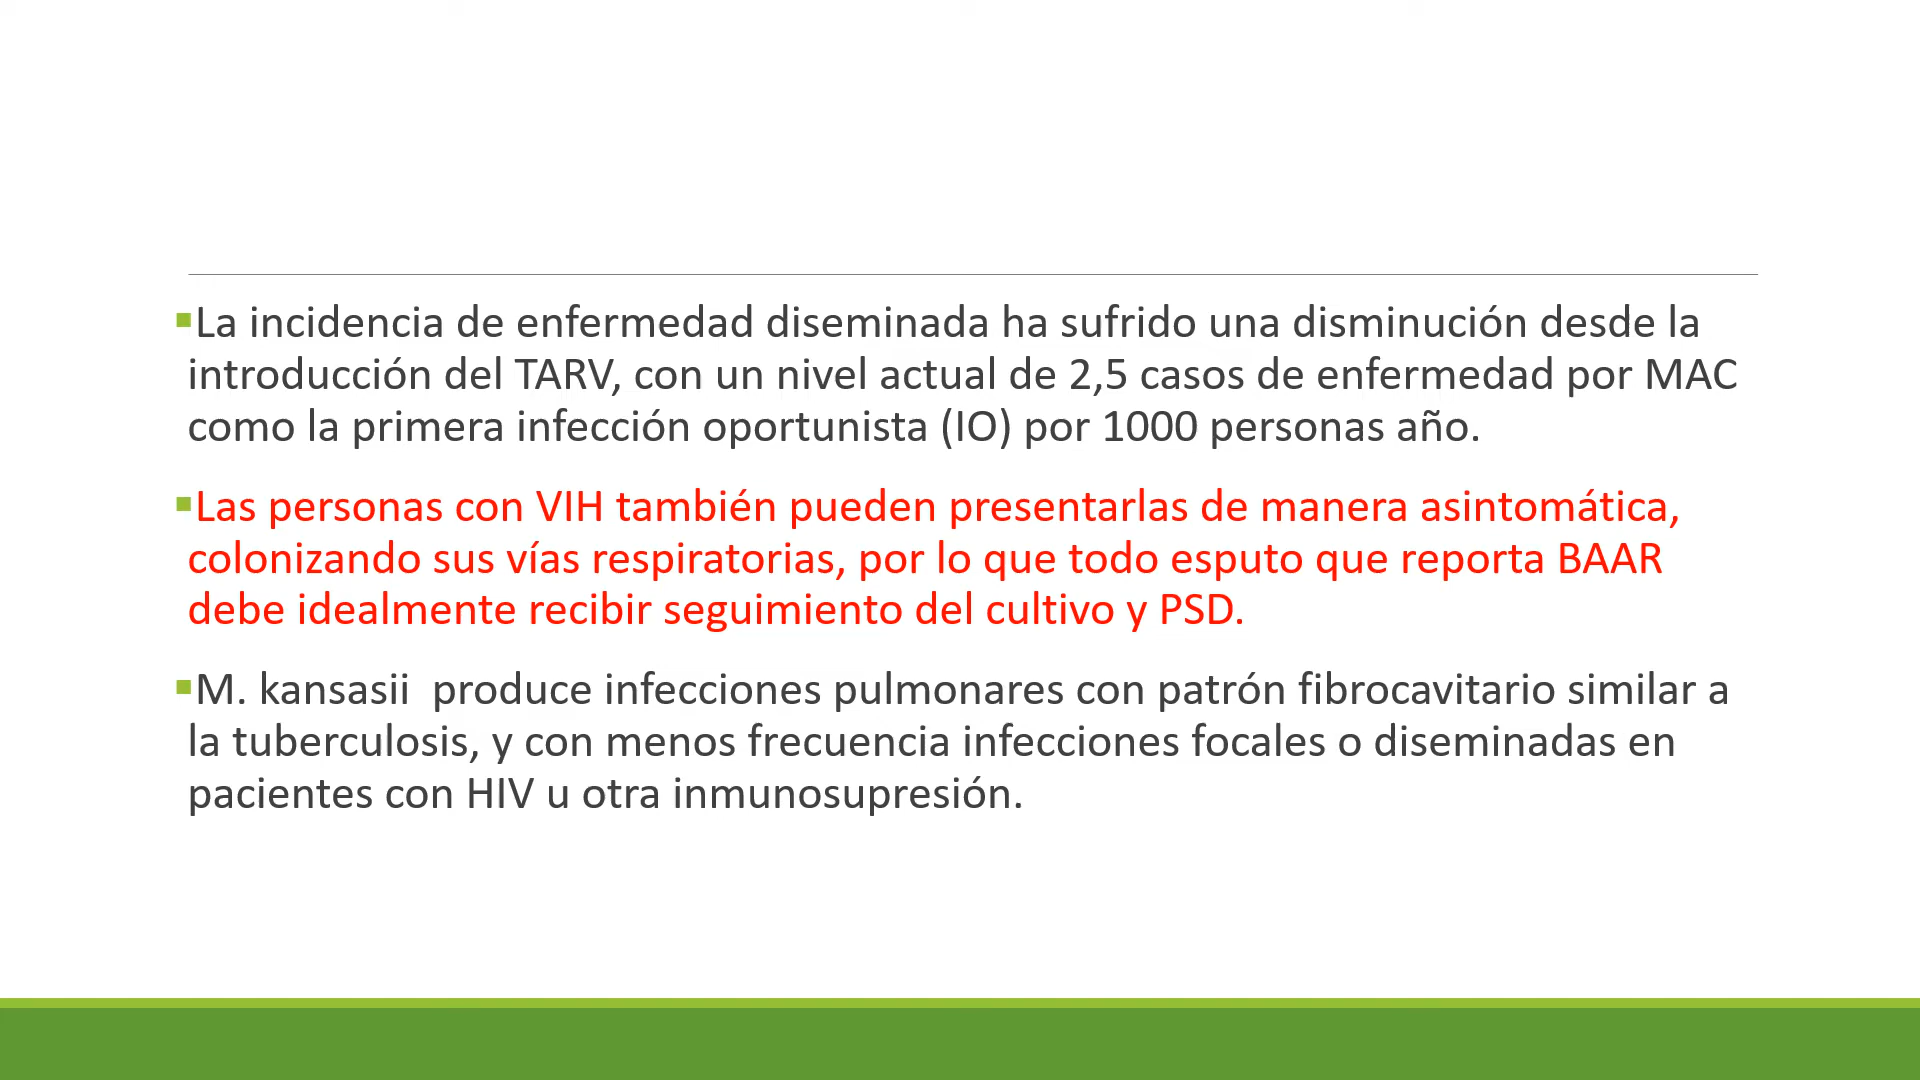 ▪La incidencia de enfermedad diseminada ha sufrido una disminución desde la
introducción del TARV, con un nivel actual de 2,5 casos de enfermedad por MAC
como la primera infección oportunista (IO) por 1000 personas año.
▪Las personas con VIH también pueden presentarlas de manera asintomática,
colonizando sus vías respiratorias, por lo que todo esputo que reporta BAAR
debe idealmente recibir seguimiento del cultivo y PSD.
▪M. kansasii  produce infecciones pulmonares con patrón fibrocavitario similar a
la tuberculosis, y con menos frecuencia infecciones focales o diseminadas en
pacientes con HIV u otra inmunosupresión.